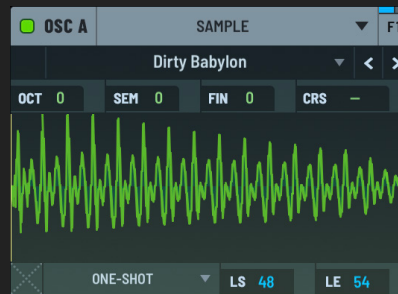 OSC A SAMPLE F
Dirty Babylon
OCT 0 SEM 0 FIN 0 CRS –
ONE-SHOT LS 48 LE 54